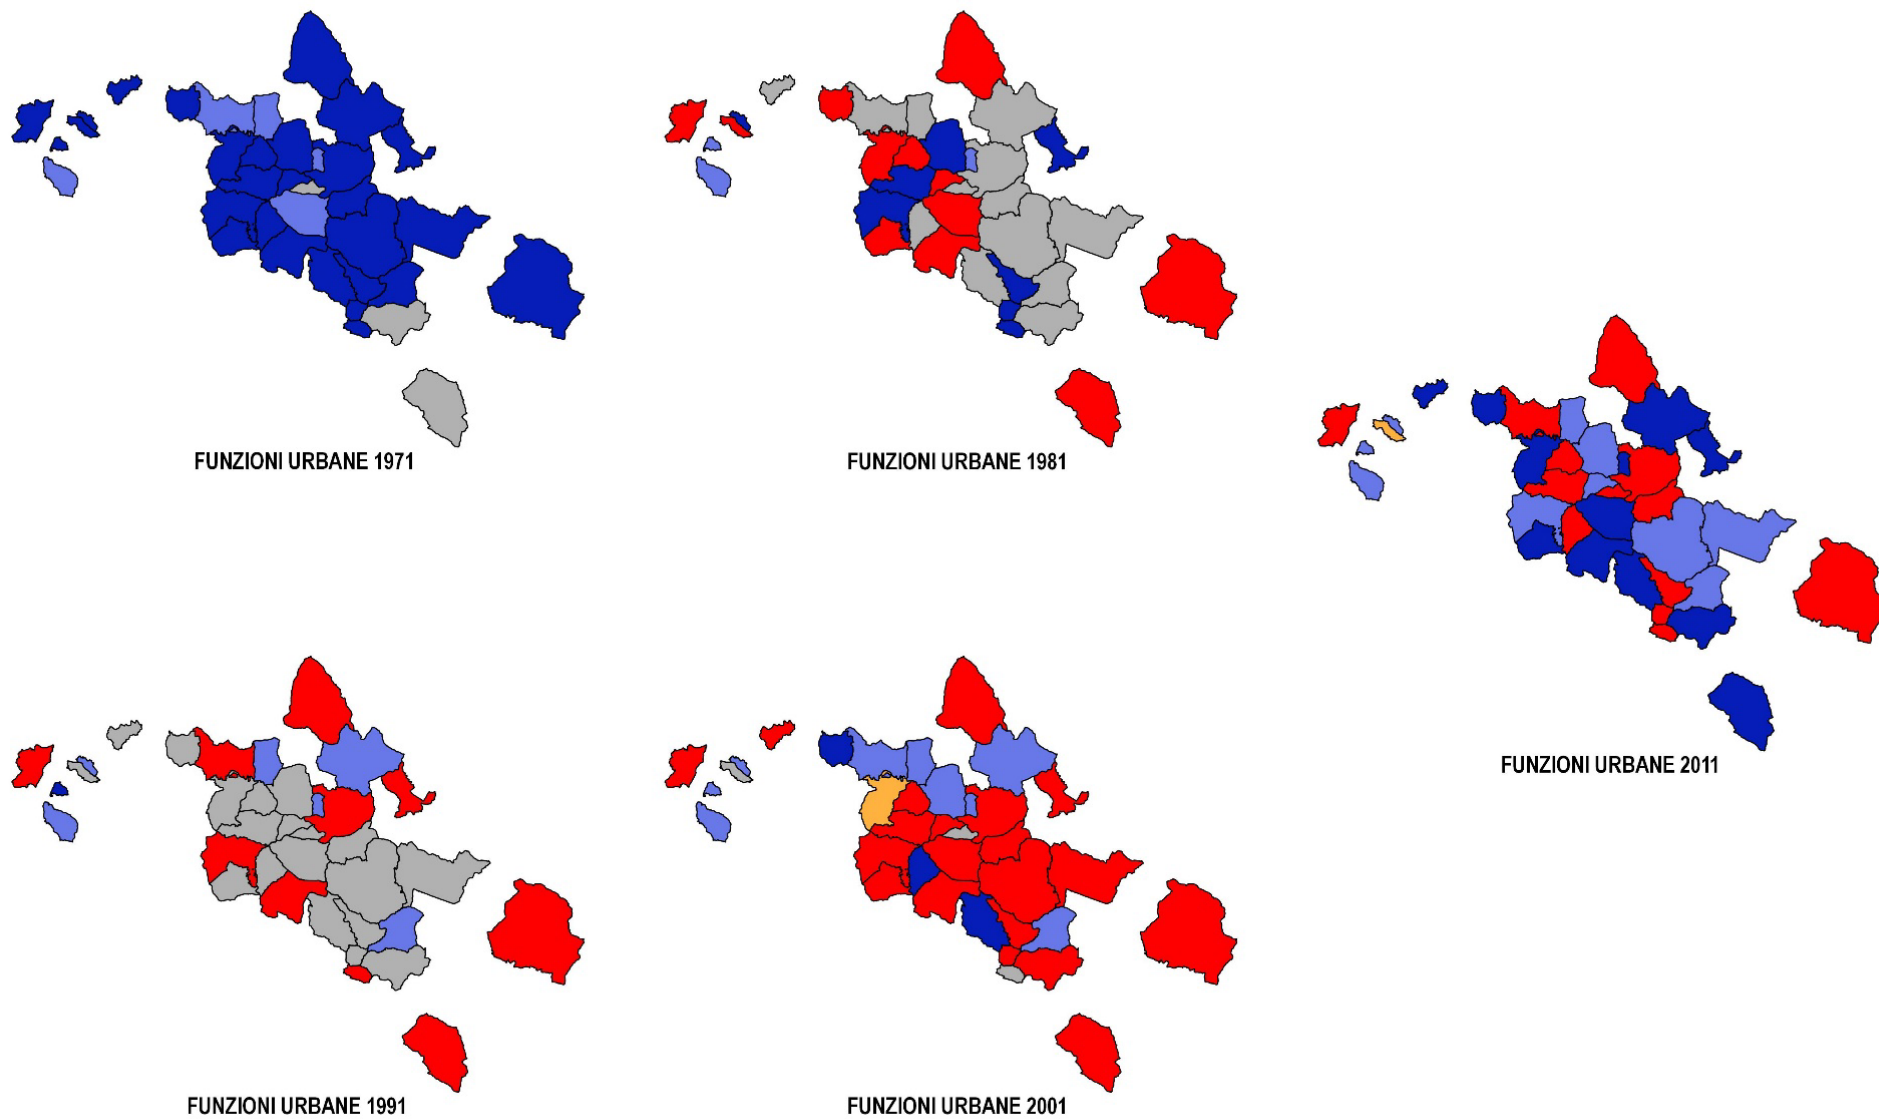 FUNZIONI URBANE 1971
FUNZIONI URBANE 1981
FUNZIONI URBANE 2011
FUNZIONI URBANE 1991
FUNZIONI URBANE 2001